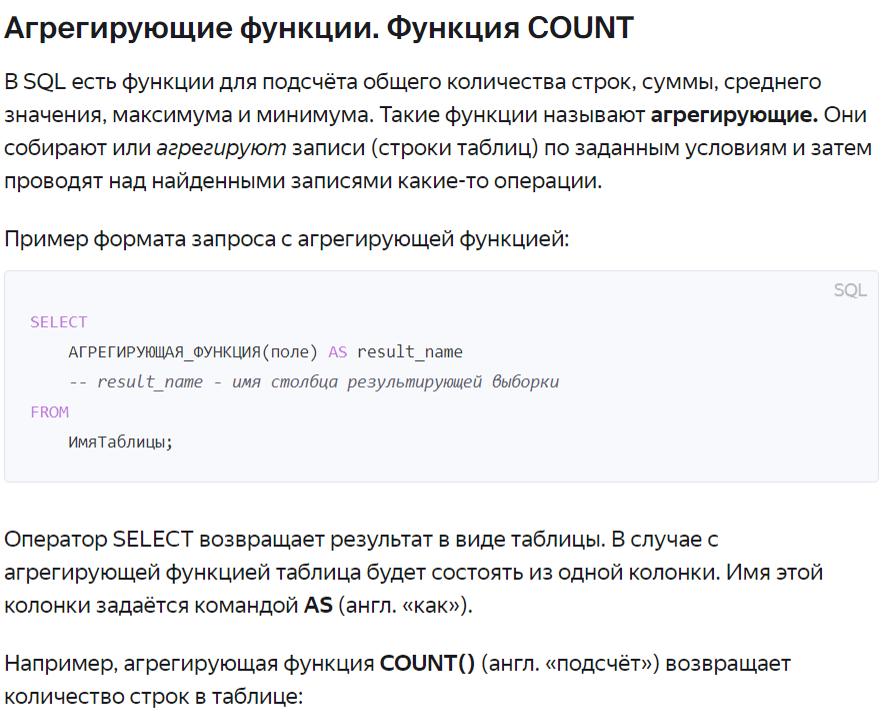 Агрегирующие функции. Функция COUNT
В SQL есть функции для подсчёта общего количества строк, суммы, среднего
значения, максимума и минимума. Такие функции называют агрегирующие. Они
собирают или агрегируют записи (строки таблиц) по заданным условиям и затем
проводят над найденными записями какие-то операции.
Пример формата запроса с агрегирующей функцией:
SQL
SELECT
АГРЕГИРУЮЩАЯ_ФУНКЦИЯ(поле) AS result_name
-- result_name - имя столбца результирующей выборки
FROM
ИмяТаблицы;
Оператор SELECT возвращает результат в виде таблицы. В случае с
агрегирующей функцией таблица будет состоять из одной колонки. Имя этой
колонки задаётся командой AS (англ. «как»).
Например, агрегирующая функция COUNT() (англ. «подсчёт») возвращает
количество строк в таблице: